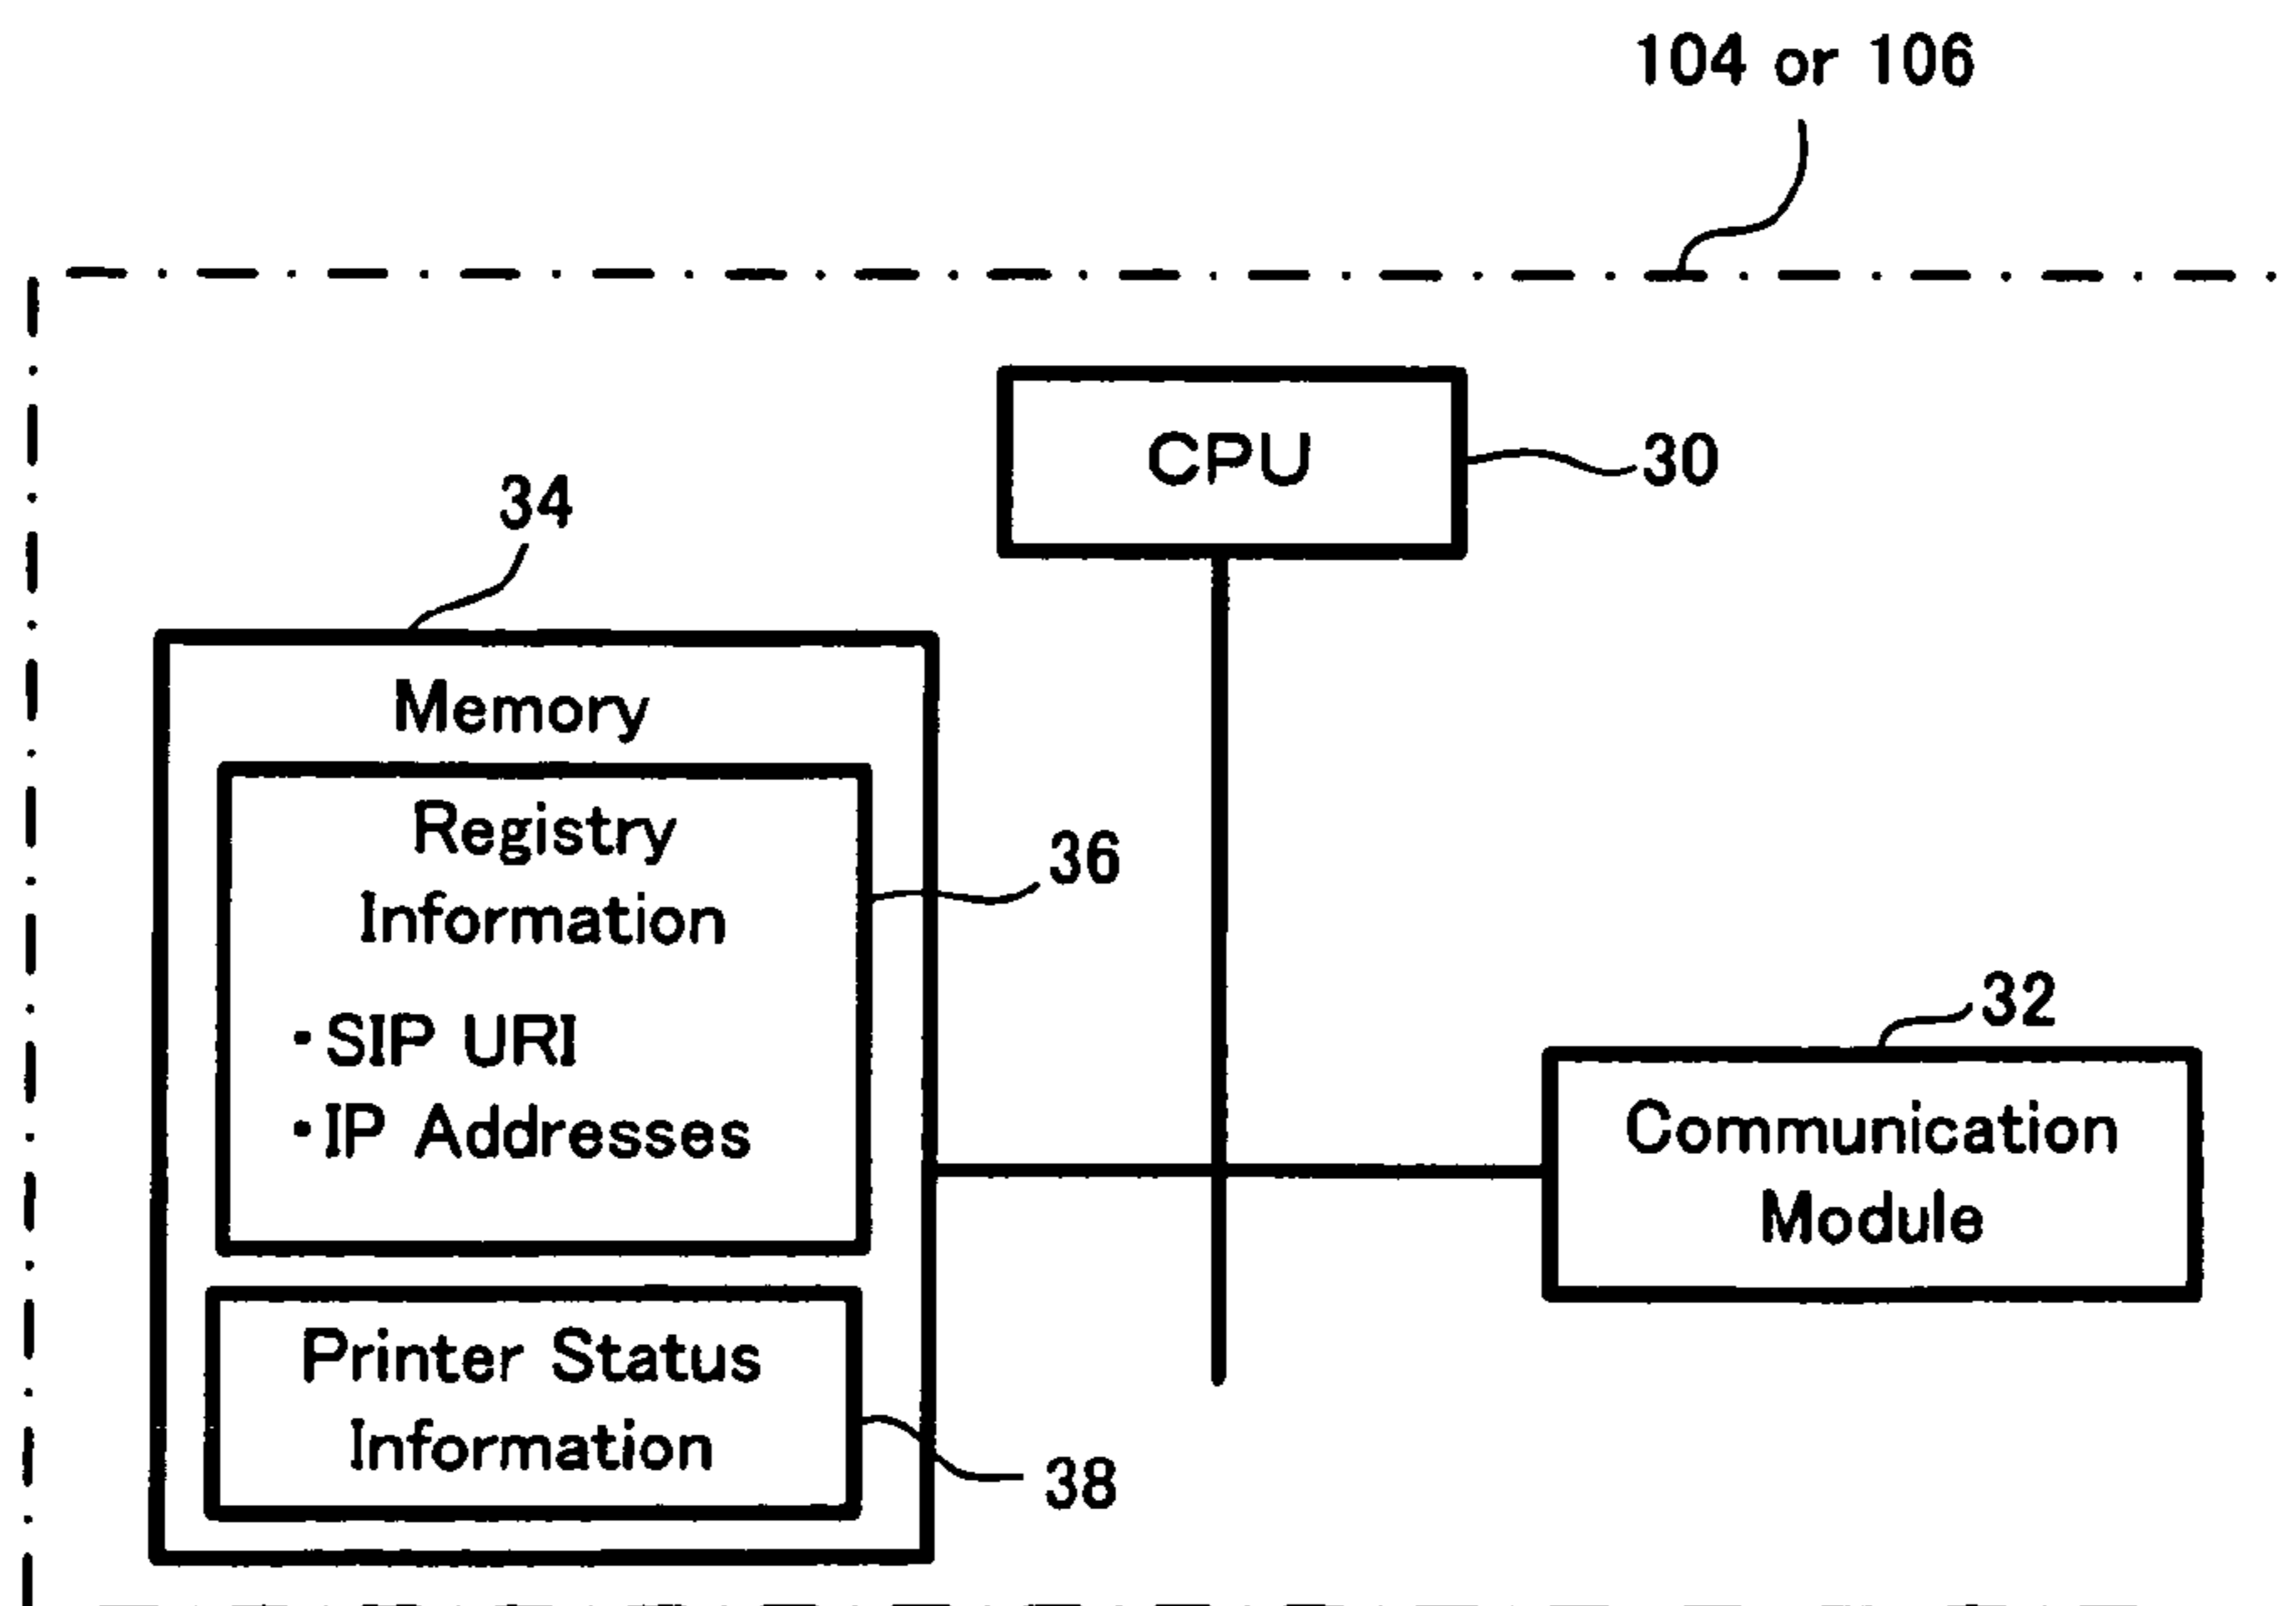 104 or 106
CPU
30
34
Memory
Registry
Information
36
・SIP URI
・IP Addresses
32
Communication
Module
Printer Status
Information
38